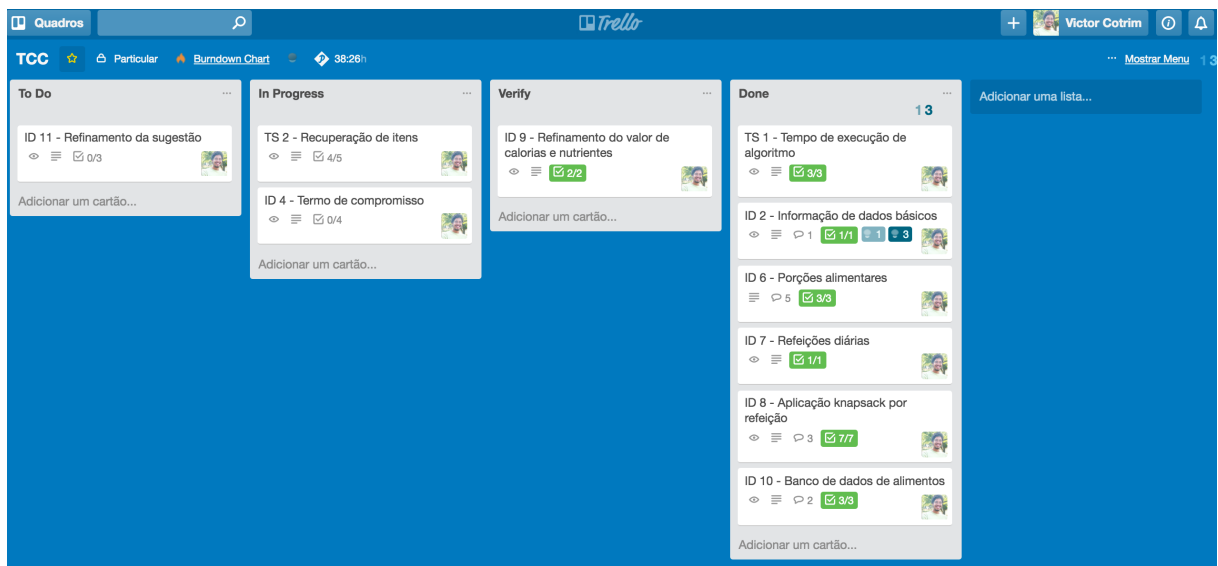 Quadros
Trello
Victor Cotrim
TCC
Particular
Burndown Chart
38:26h
Mostrar Menu
1 3
To Do
ID 11 - Refinamento da sugestão
0/3
Adicionar um cartão...
In Progress
TS 2 - Recuperação de itens
4/5
ID 4 - Termo de compromisso
0/4
Adicionar um cartão...
Verify
ID 9 - Refinamento do valor de
calorias e nutrientes
2/2
Adicionar um cartão...
Done
1 3
TS 1 - Tempo de execução de
algoritmo
3/3
ID 2 - Informação de dados básicos
1 1/1 1 3
ID 6 - Porções alimentares
5 3/3
ID 7 - Refeições diárias
1/1
ID 8 - Aplicação knapsack por
refeição
3 7/7
ID 10 - Banco de dados de alimentos
2 3/3
Adicionar um cartão...
Adicionar uma lista...